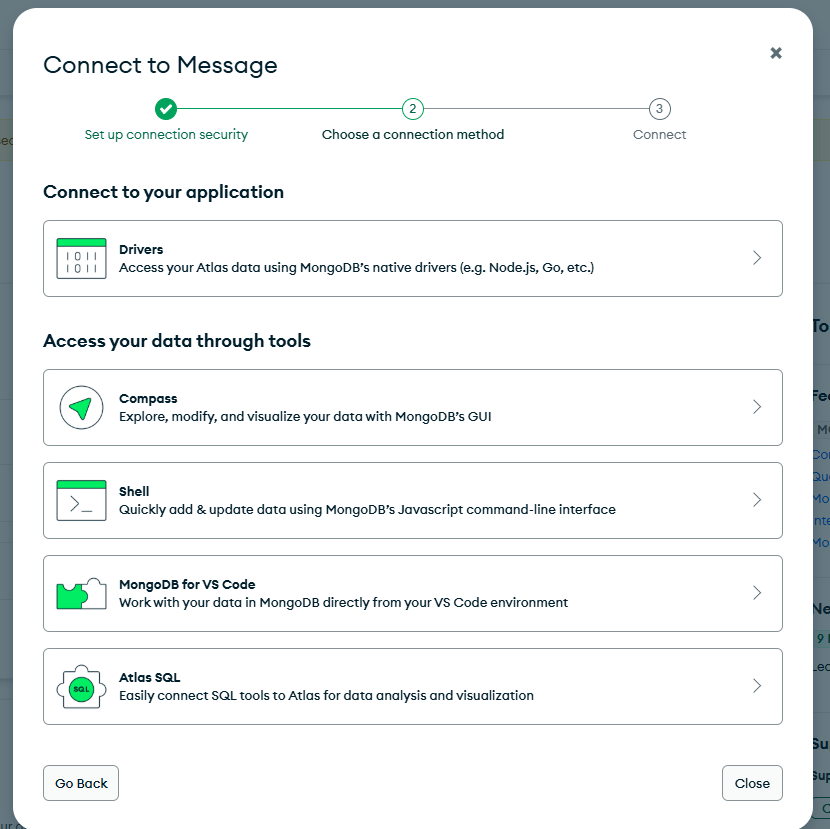 Connect to Message
2
3
Set up connection security
Choose a connection method
Connect
Connect to your application
1011
1011
Drivers
Access your Atlas data using MongoDB's native drivers (e.g. Node.js, Go, etc.)
Access your data through tools
Compass
Explore, modify, and visualize your data with MongoDB's GUI
Shell
Quickly add & update data using MongoDB's Javascript command-line interface
MongoDB for VS Code
Work with your data in MongoDB directly from your VS Code environment
SQL
Atlas SQL
Easily connect SQL tools to Atlas for data analysis and visualization
Go Back
Close